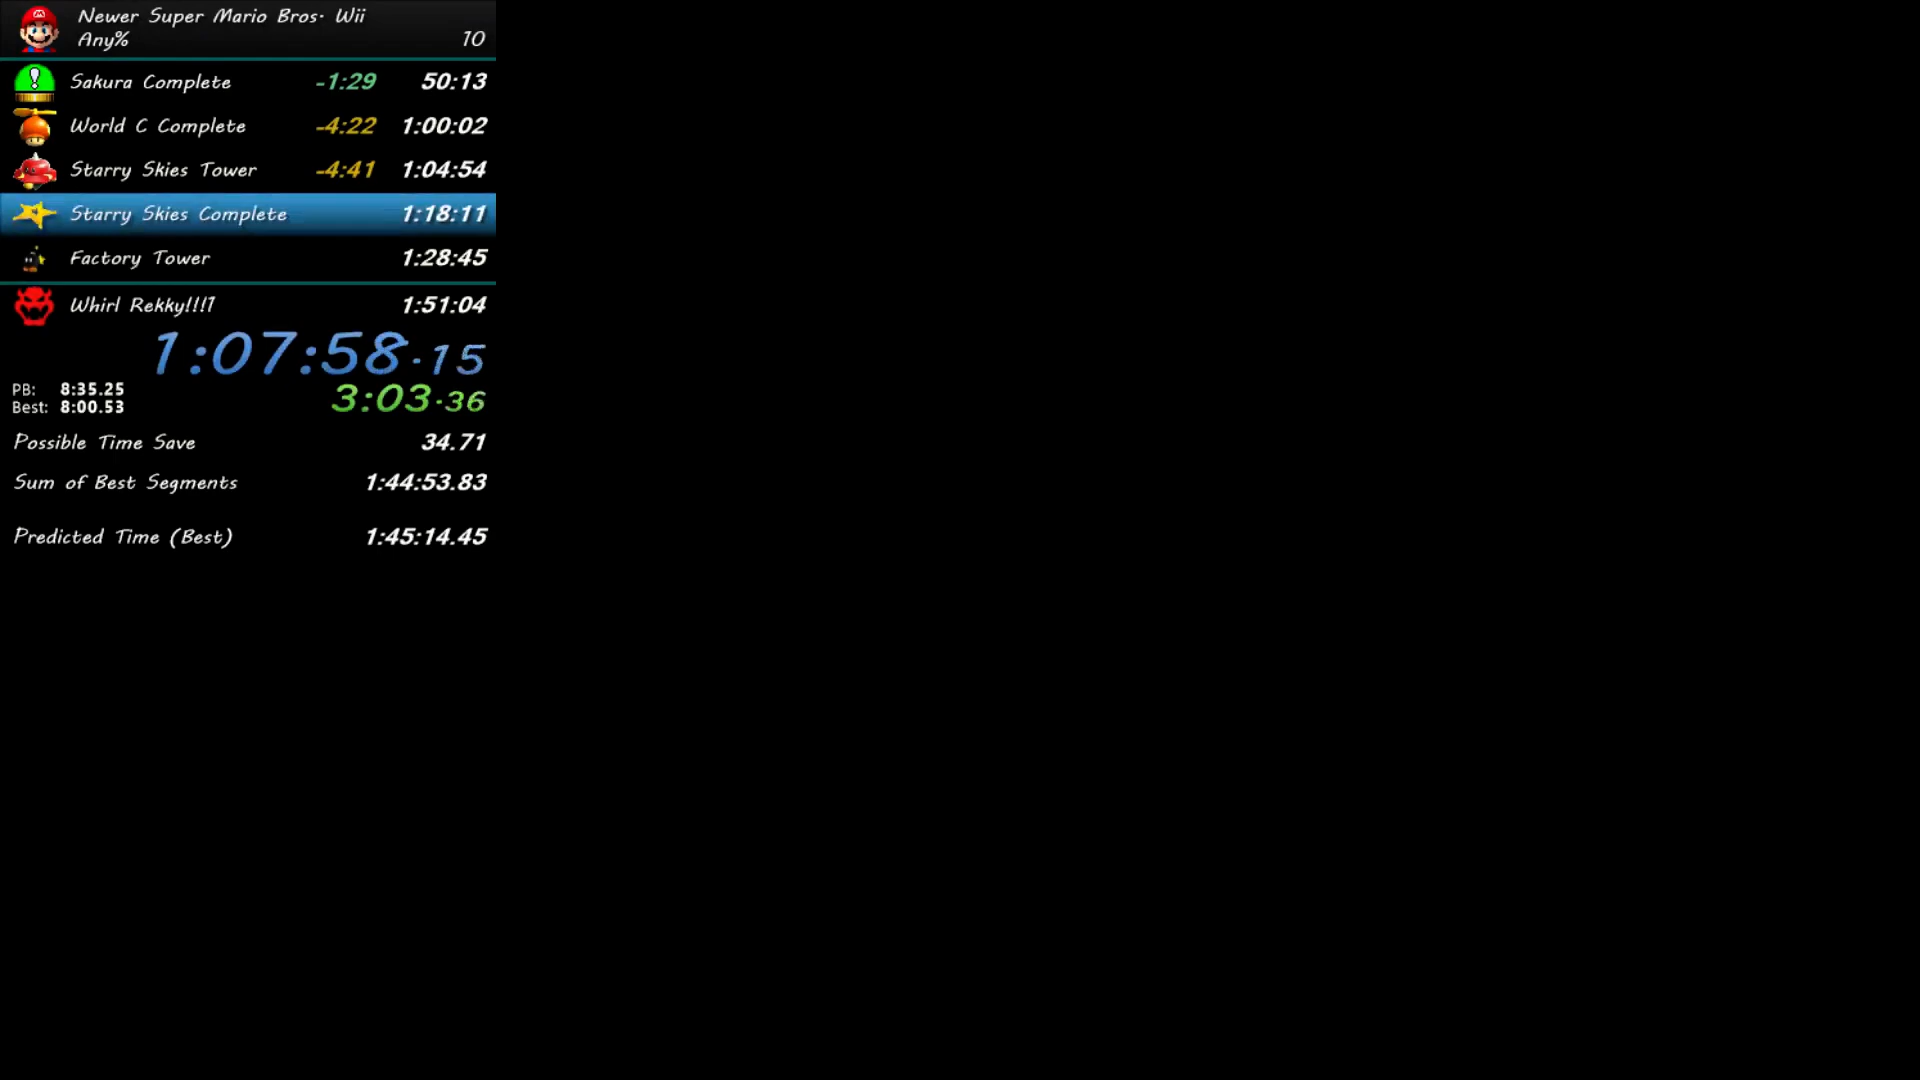 Newer Super Mario Bros. Wii
Any% 10
Sakura Complete -1:29 50:13
World C Complete -4:22 1:00:02
Starry Skies Tower -4:41 1:04:54
Starry Skies Complete 1:18:11
Factory Tower 1:28:45
Whirl Rekky!!!1 1:51:04
1:07:58.15
PB: 8:35.25
Best: 8:00.53
3:03.36
Possible Time Save 34.71
Sum of Best Segments 1:44:53.83
Predicted Time (Best) 1:45:14.45